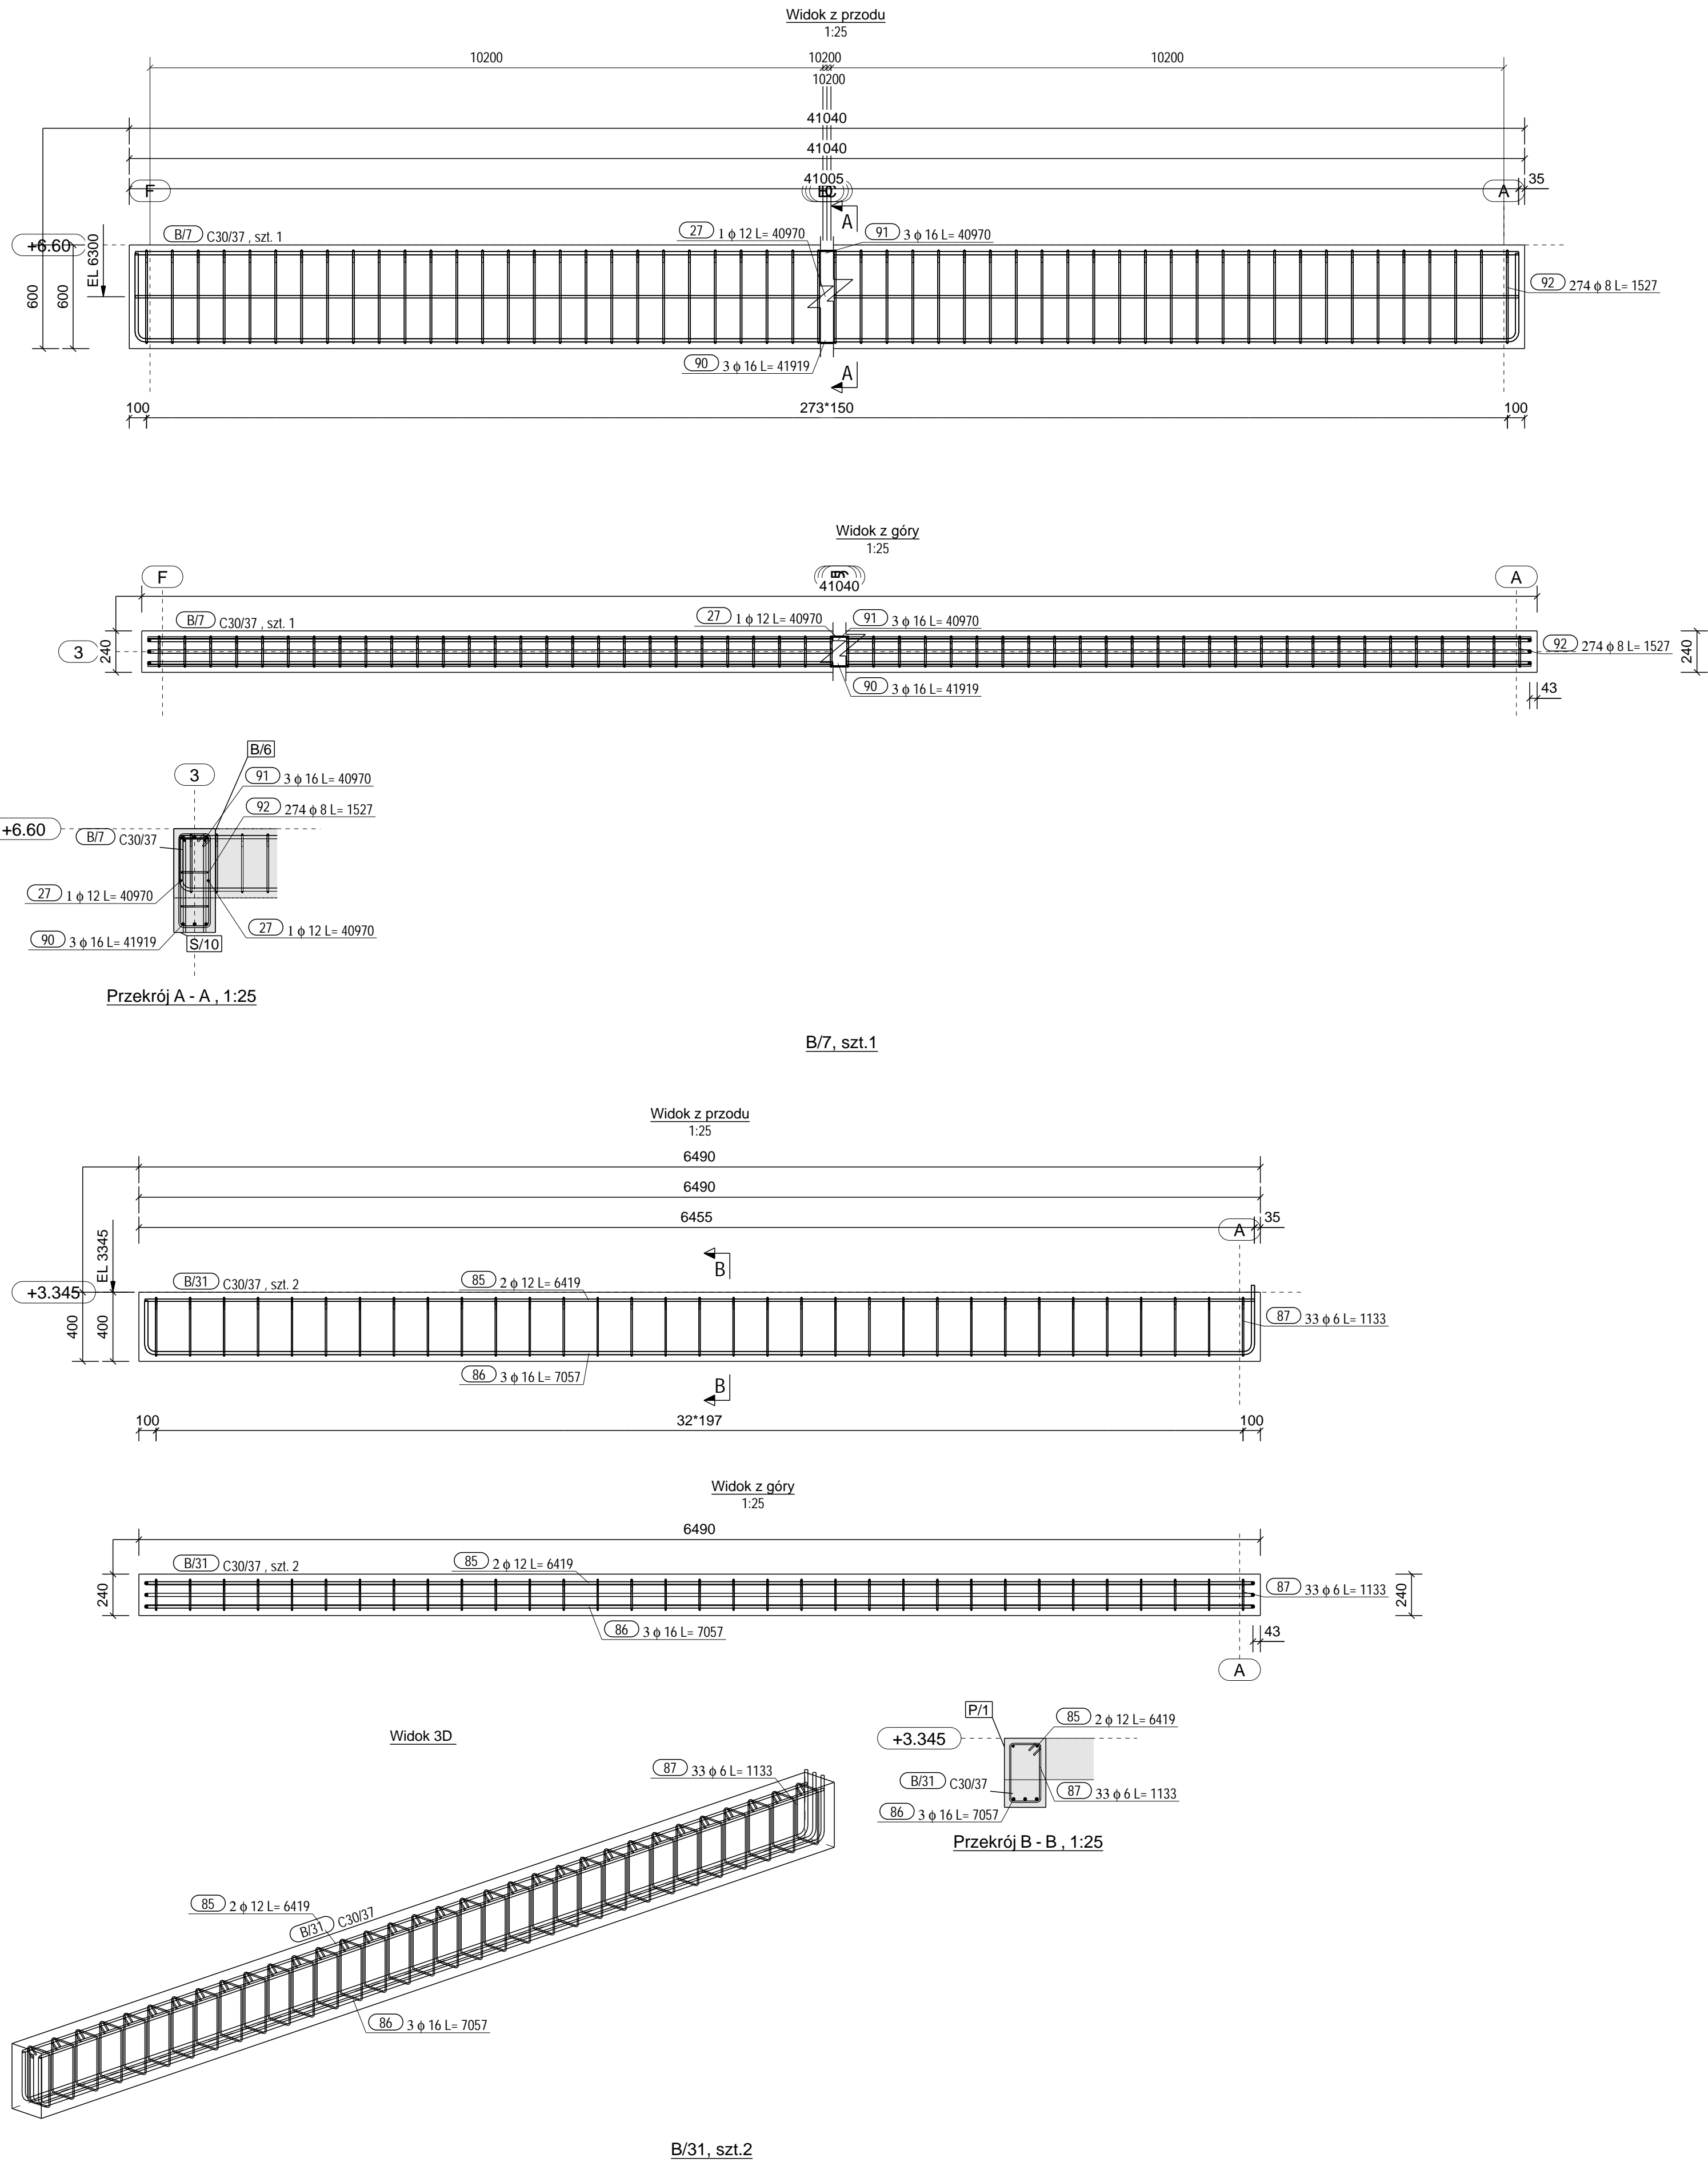 Widok z przodu
1:25
10200 10200 10200
10200
41040
41040
41005 35
F A
A
+6.60
EL 6300
600 600
B/7 C30/37 , szt. 1
27 1 ϕ 12 L= 40970
91 3 ϕ 16 L= 40970
92 274 ϕ 8 L= 1527
90 3 ϕ 16 L= 41919
A
100 273*150 100
Widok z góry
1:25
F A
41040
B/7 C30/37 , szt. 1
27 1 ϕ 12 L= 40970
91 3 ϕ 16 L= 40970
92 274 ϕ 8 L= 1527
3
240 240
90 3 ϕ 16 L= 41919
43
B/6
3
91 3 ϕ 16 L= 40970
92 274 ϕ 8 L= 1527
+6.60
B/7 C30/37
27 1 ϕ 12 L= 40970
27 1 ϕ 12 L= 40970
90 3 ϕ 16 L= 41919
S/10
Przekrój A - A , 1:25
B/7, szt.1
Widok z przodu
1:25
6490
6490
6455 35
A
EL 3345
B
+3.345
B/31 C30/37 , szt. 2
85 2 ϕ 12 L= 6419
400 400
87 33 ϕ 6 L= 1133
86 3 ϕ 16 L= 7057
B
100 32*197 100
Widok z góry
1:25
6490
B/31 C30/37 , szt. 2
85 2 ϕ 12 L= 6419
87 33 ϕ 6 L= 1133
240 240
86 3 ϕ 16 L= 7057
43
A
P/1
85 2 ϕ 12 L= 6419
+3.345
B/31 C30/37
87 33 ϕ 6 L= 1133
86 3 ϕ 16 L= 7057
Przekrój B - B , 1:25
Widok 3D
87 33 ϕ 6 L= 1133
85 2 ϕ 12 L= 6419
B/31 C30/37
86 3 ϕ 16 L= 7057
B/31, szt.2